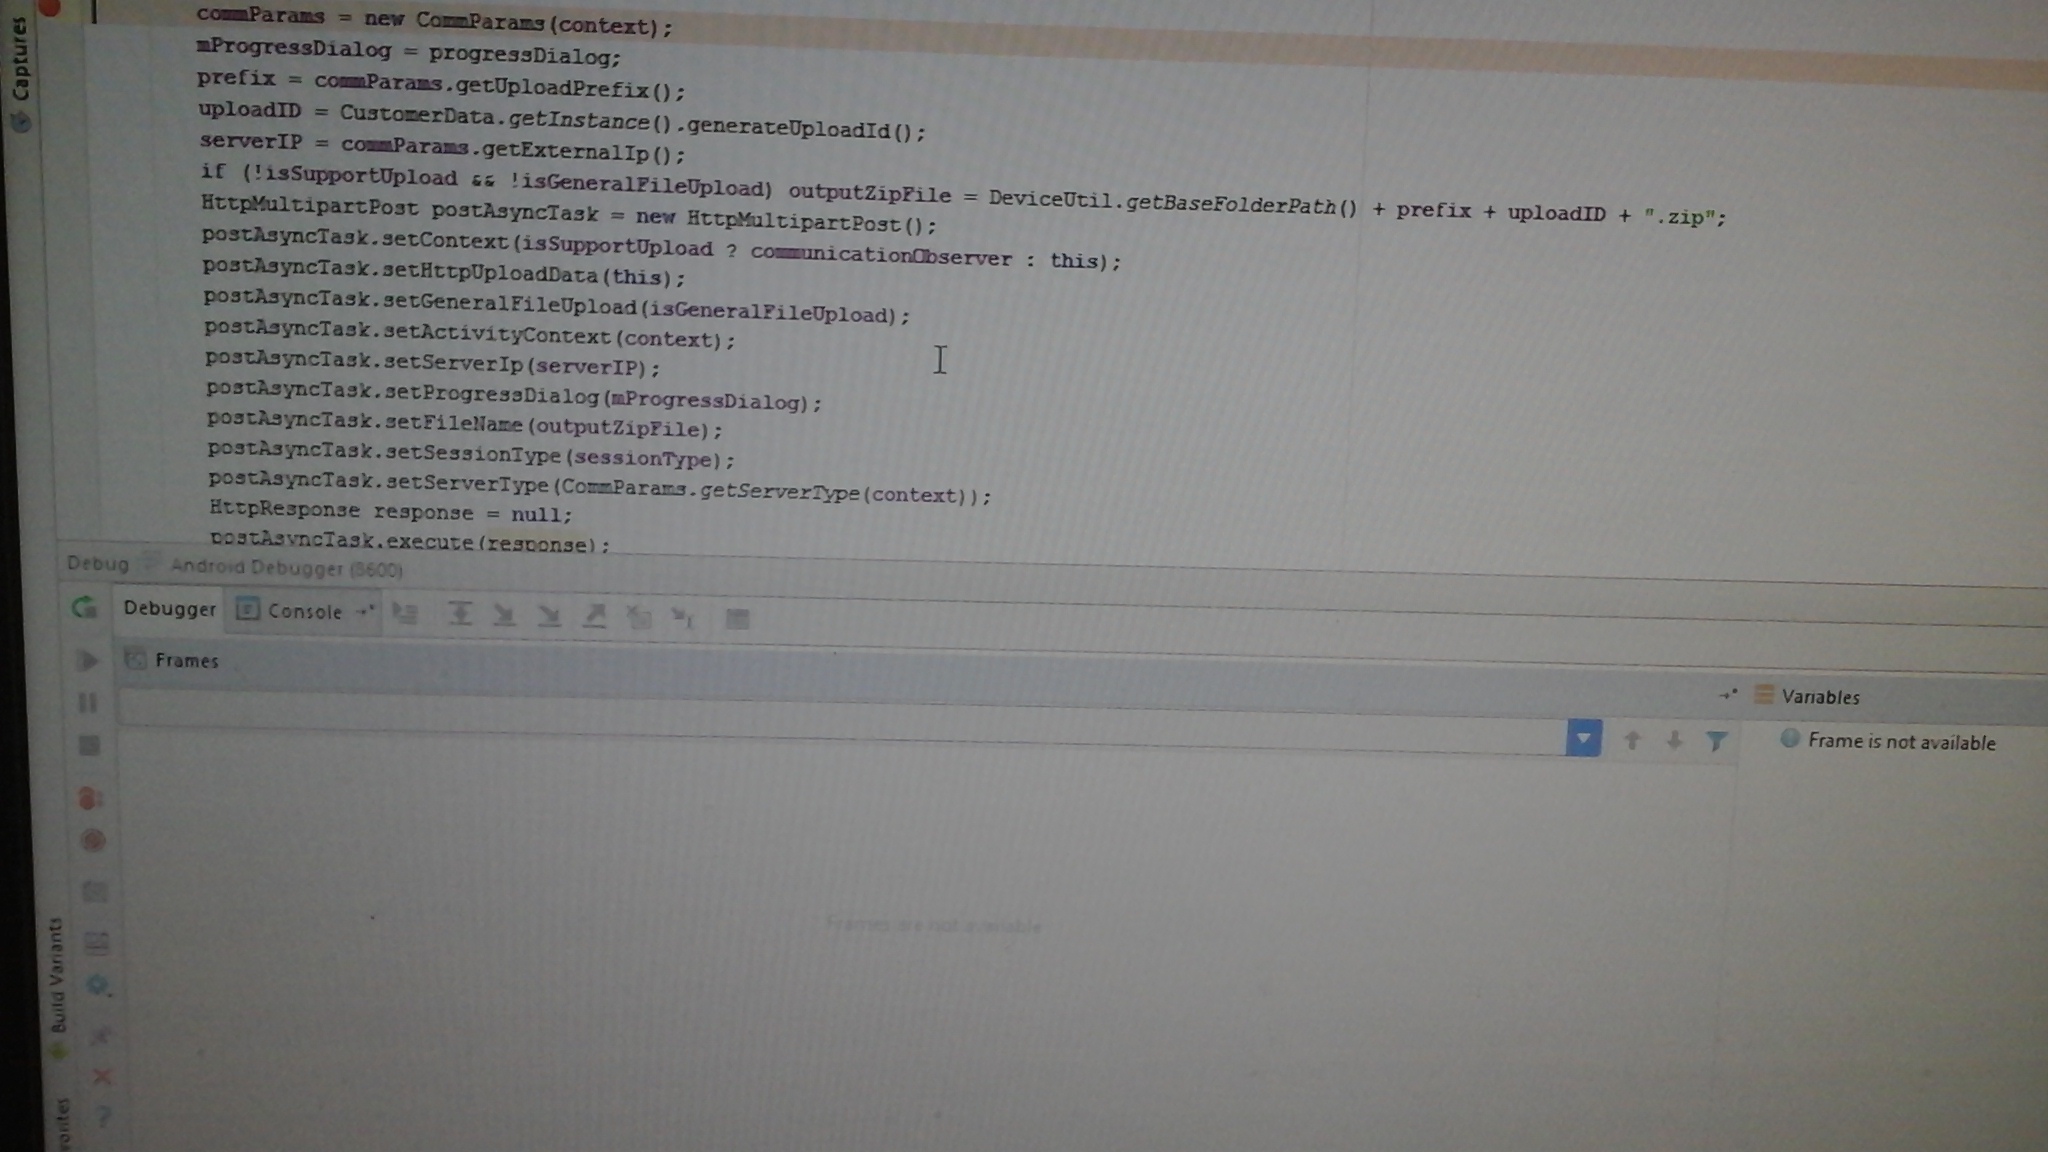 Captures
commParams = new CommParams(context);
mProgressDialog = progressDialog;
prefix = commParams.getUploadPrefix();
uploadID = CustomerData.getInstance().generateUploadId();
serverIP = commParams.getExternalIp();
if (!isSupportUpload && !isGeneralFileUpload) outputZipFile = DeviceUtil.getBaseFolderPath() + prefix + uploadID + ".zip";
HttpMultipartPost postAsyncTask = new HttpMultipartPost();
postAsyncTask.setContext(isSupportUpload ? communicationObserver : this);
postAsyncTask.setHttpUploadData(this);
postAsyncTask.setGeneralFileUpload(isGeneralFileUpload);
postAsyncTask.setActivityContext(context);
postAsyncTask.setServerIp(serverIP);
postAsyncTask.setProgressDialog(mProgressDialog);
postAsyncTask.setFileName(outputZipFile);
postAsyncTask.setSessionType(sessionType);
postAsyncTask.setServerType(CommParams.getServerType(context));
HttpResponse response = null;
postAsyncTask.execute(response);
Debug Android Debugger (8600)
Debugger Console
Frames
Variables
Frame is not available
Frames are not available
Build Variants
vorites